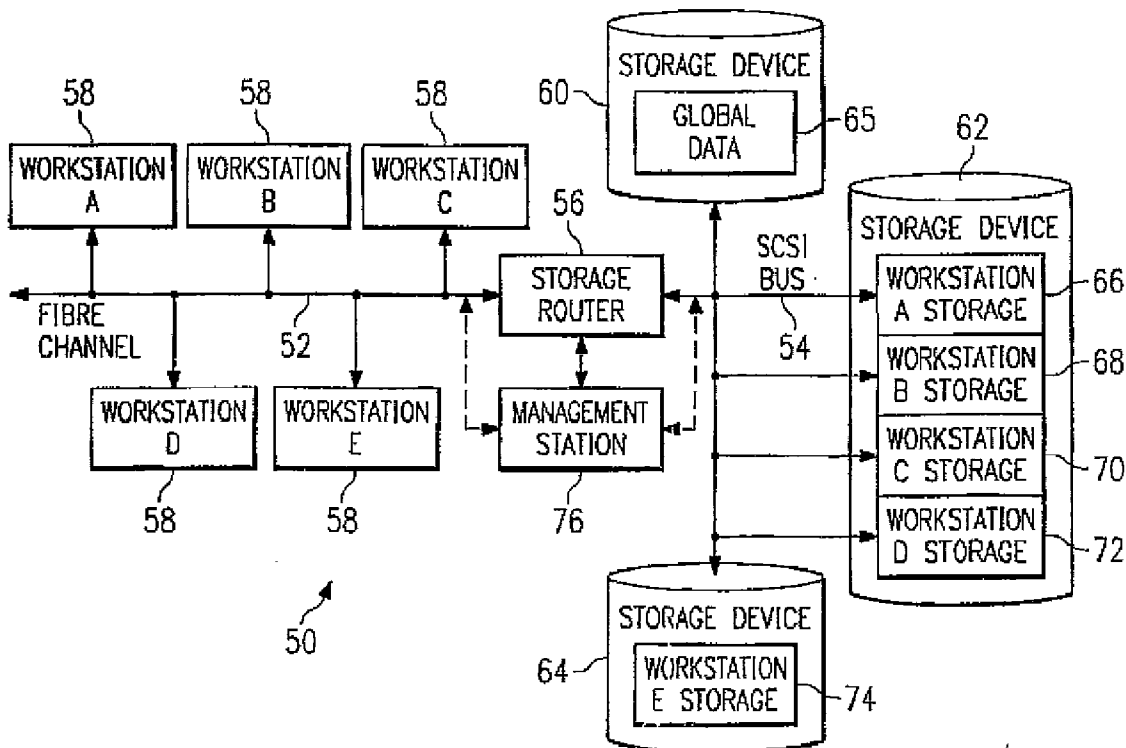 STORAGE DEVICE
60
GLOBAL
DATA
65
58
58
58
62
WORKSTATION
A
WORKSTATION
B
WORKSTATION
C
56
STORAGE
ROUTER
SCSI
BUS
54
STORAGE DEVICE
WORKSTATION
A STORAGE
66
FIBRE
CHANNEL
52
WORKSTATION
B STORAGE
68
WORKSTATION
D
WORKSTATION
E
MANAGEMENT
STATION
WORKSTATION
C STORAGE
70
58
58
76
WORKSTATION
D STORAGE
72
50
STORAGE DEVICE
64
WORKSTATION
E STORAGE
74